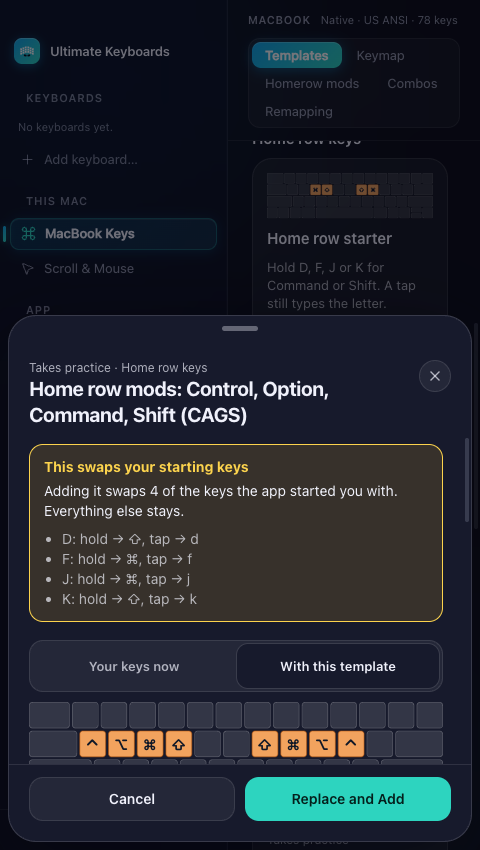 MACBOOK Native · US ANSI · 78 keys
Ultimate Keyboards
Templates Keymap
Homerow mods Combos
Remapping
KEYBOARDS
No keyboards yet.
Add keyboard...
THIS MAC
MacBook Keys
Scroll & Mouse
APP
Home row keys
Home row starter
Hold D, F, J or K for
Command or Shift. A tap
still types the letter.
Takes practice · Home row keys
Home row mods: Control, Option,
Command, Shift (CAGS)
This swaps your starting keys
Adding it swaps 4 of the keys the app started you with.
Everything else stays.
• D: hold → ⇧, tap → d
• F: hold → ⌘, tap → f
• J: hold → ⌘, tap → j
• K: hold → ⇧, tap → k
Your keys now With this template
⌃ ⌥ ⌘ ⇧ ⇧ ⌘ ⌥ ⌃
Cancel Replace and Add